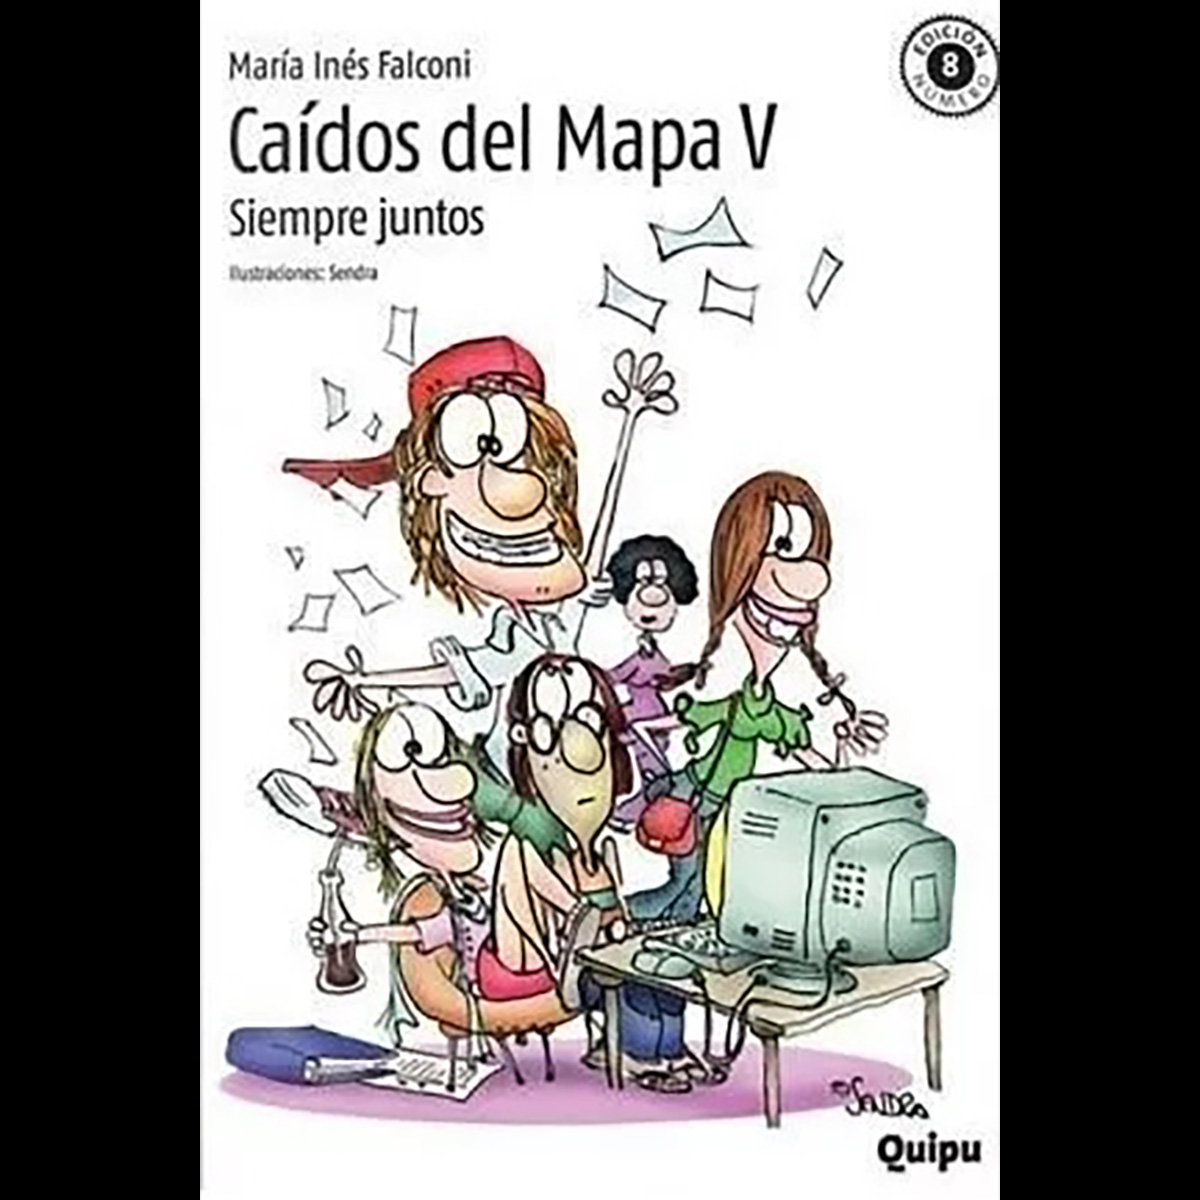 María Inés Falconi
EDICIÓN
8
NÚMERO
Caídos del Mapa V
Siempre juntos
Ilustraciones: Sendra
SENDRA
Quipu